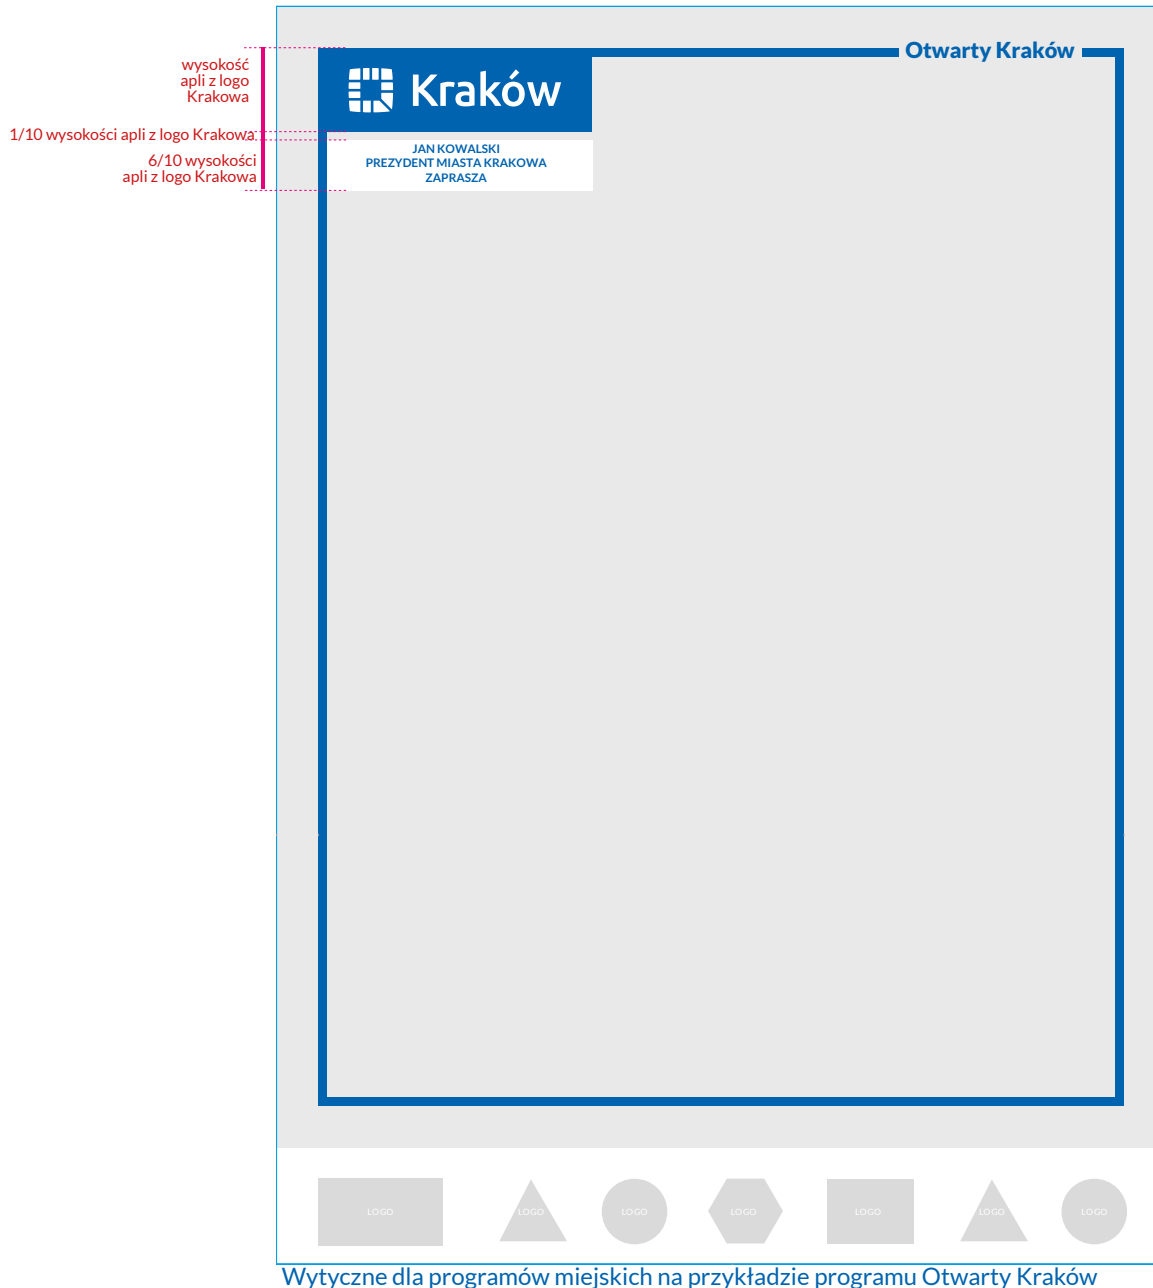 Otwarty Kraków
wysokość
apli z logo
Krakowa
Kraków
1/10 wysokości apli z logo Krakowa
JAN KOWALSKI
PREZYDENT MIASTA KRAKOWA
ZAPRASZA
6/10 wysokości
apli z logo Krakowa
LOGO
LOGO
LOGO
LOGO
LOGO
LOGO
LOGO
Wytyczne dla programów miejskich na przykładzie programu Otwarty Kraków